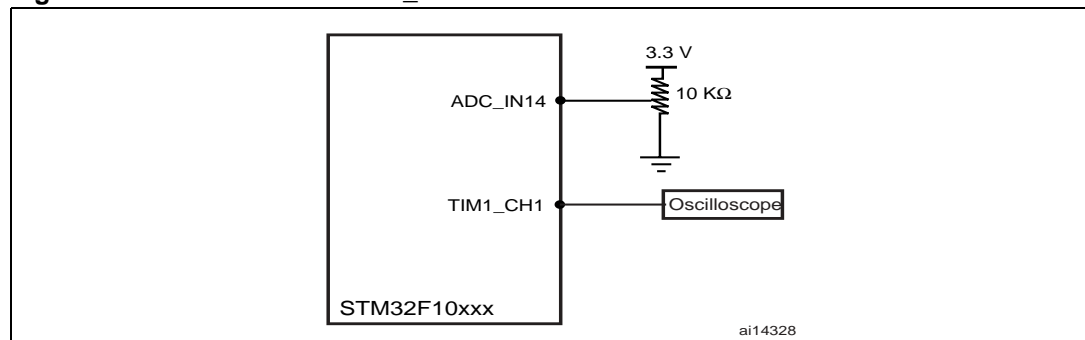 3.3 V
ADC_IN14
10 KΩ
TIM1_CH1
Oscilloscope
STM32F10xxx
ai14328